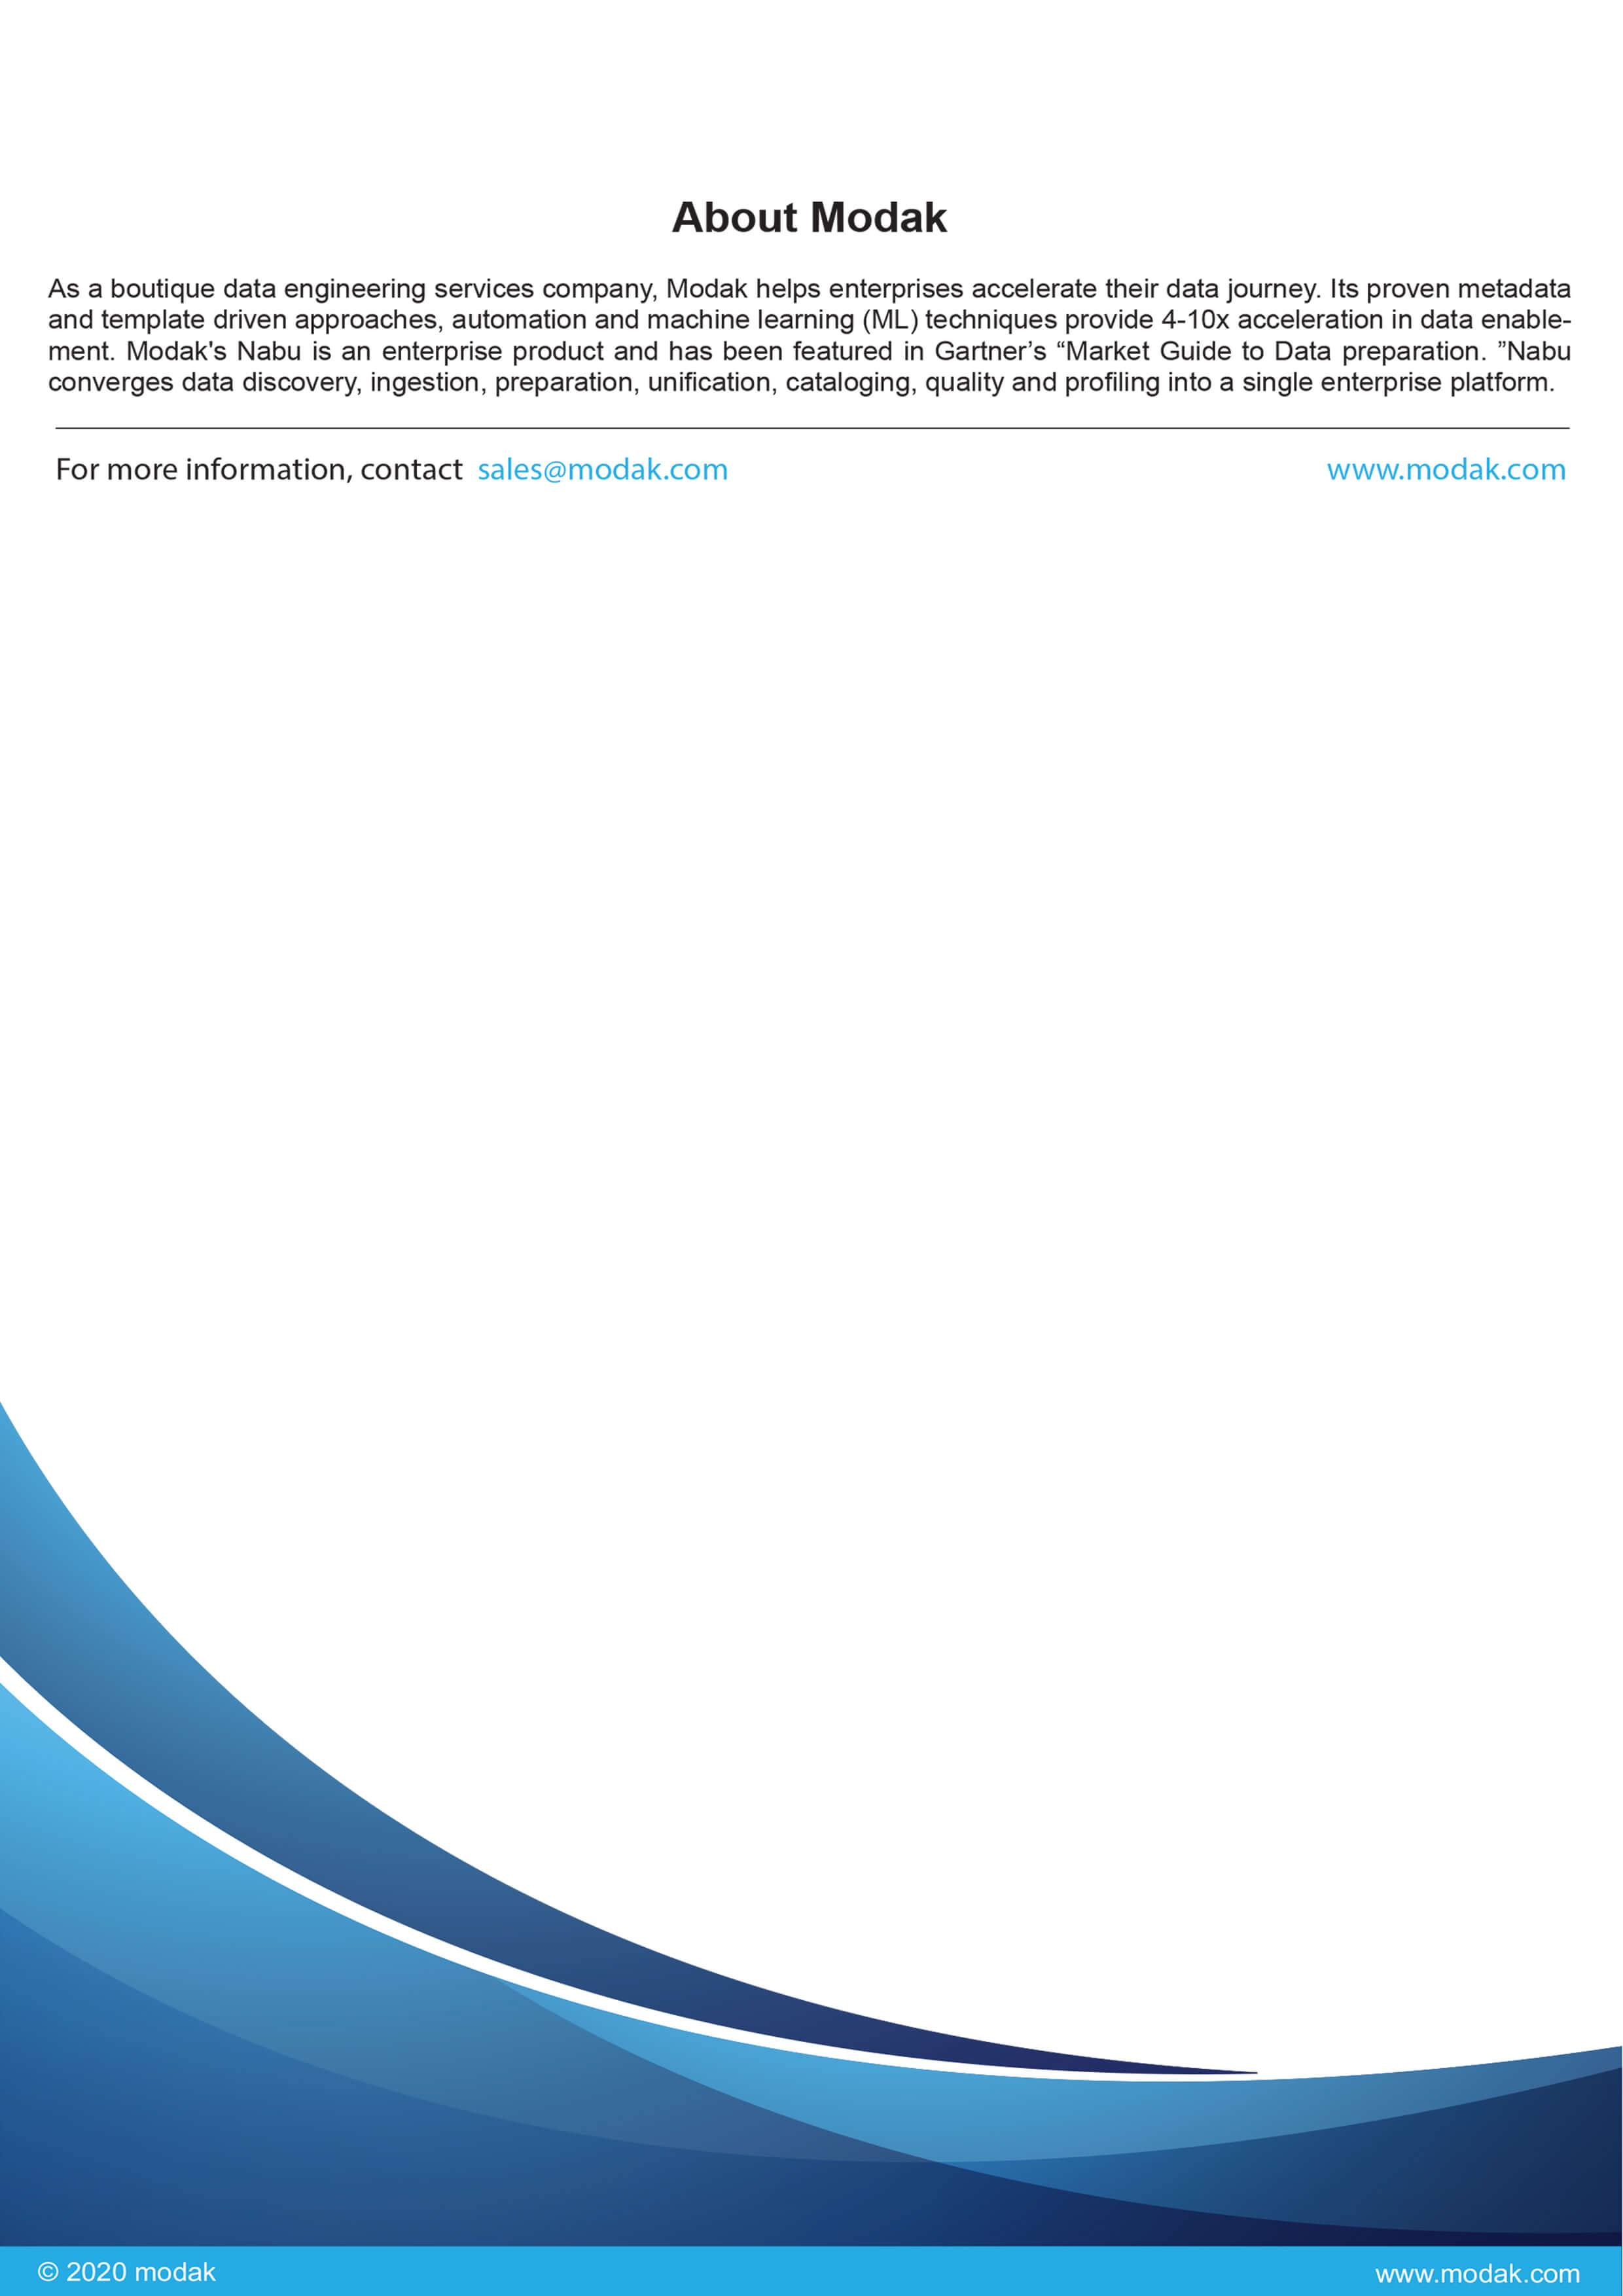 About Modak
As a boutique data engineering services company, Modak helps enterprises accelerate their data journey. Its proven metadata
and template driven approaches, automation and machine learning (ML) techniques provide 4-10x acceleration in data enable-
ment. Modak's Nabu is an enterprise product and has been featured in Gartner’s “Market Guide to Data preparation. ”Nabu
converges data discovery, ingestion, preparation, unification, cataloging, quality and profiling into a single enterprise platform.
For more information, contact sales@modak.com www.modak.com
© 2020 modak www.modak.com